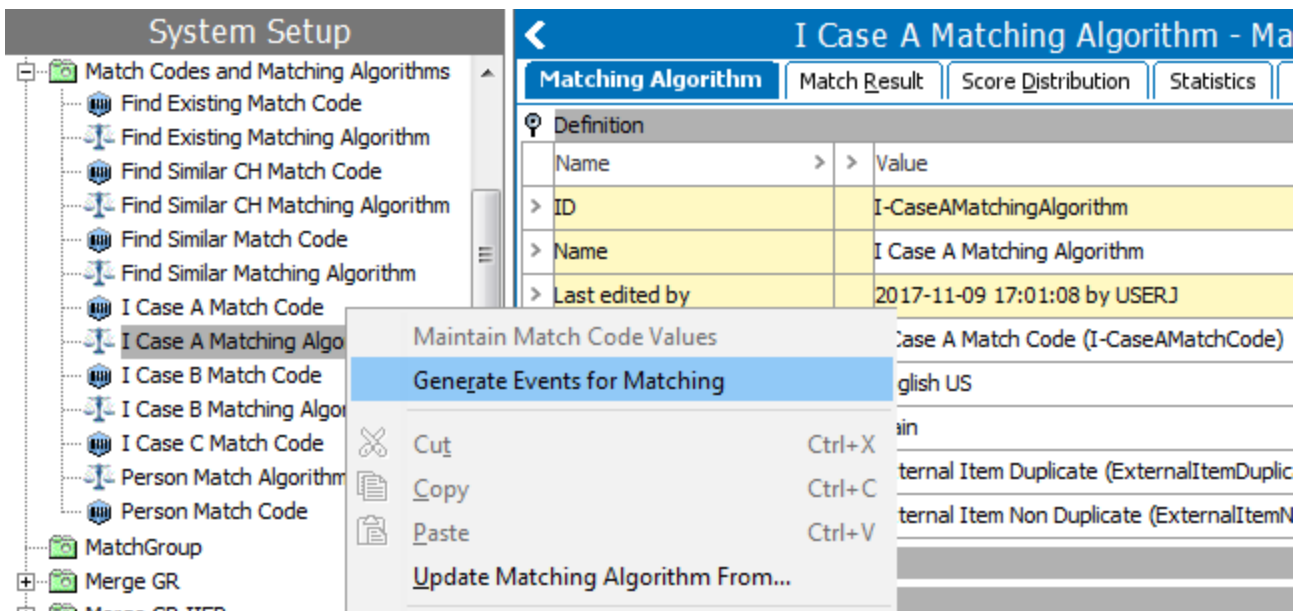 System Setup
Match Codes and Matching Algorithms
Find Existing Match Code
Find Existing Matching Algorithm
Find Similar CH Match Code
Find Similar CH Matching Algorithm
Find Similar Match Code
Find Similar Matching Algorithm
I Case A Match Code
I Case A Matching Algo
I Case B Match Code
I Case B Matching Algor
I Case C Match Code
Person Match Algorithm
Person Match Code
MatchGroup
Merge GR
I Case A Matching Algorithm - Ma
Matching Algorithm Match Result Score Distribution Statistics
Definition
Name > > Value
> ID I-CaseAMatchingAlgorithm
> Name I Case A Matching Algorithm
> Last edited by 2017-11-09 17:01:08 by USERJ
Case A Match Code (I-CaseAMatchCode)
glish US
ain
ternal Item Duplicate (ExternalItemDuplic
ternal Item Non Duplicate (ExternalItemN
Maintain Match Code Values
Generate Events for Matching
Cut Ctrl+X
Copy Ctrl+C
Paste Ctrl+V
Update Matching Algorithm From...